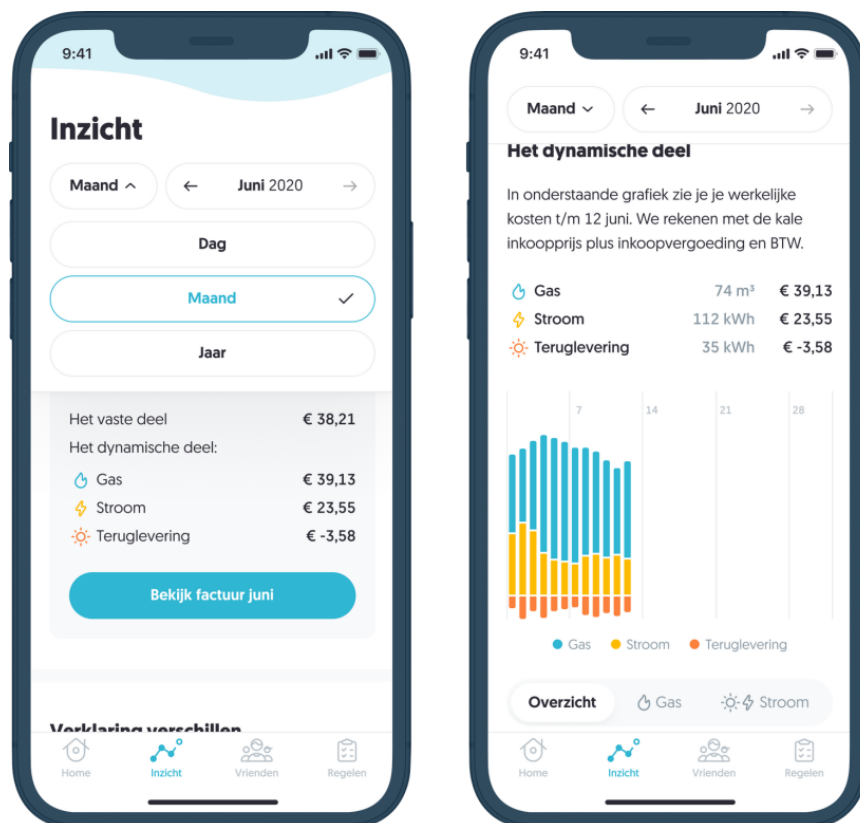 9:41
Inzicht
Maand
Juni 2020
Dag
Maand
Jaar
Het vaste deel € 38,21
Het dynamische deel:
Gas € 39,13
Stroom € 23,55
Teruglevering € -3,58
Bekijk factuur juni
Verklaring verschillen
Home Inzicht Vrienden Regelen
9:41
Maand
Juni 2020
Het dynamische deel
In onderstaande grafiek zie je je werkelijke
kosten t/m 12 juni. We rekenen met de kale
inkoopprijs plus inkoopvergoeding en BTW.
Gas 74 m³ € 39,13
Stroom 112 kWh € 23,55
Teruglevering 35 kWh € -3,58
7 14 21 28
Gas Stroom Teruglevering
Overzicht Gas Stroom
Home Inzicht Vrienden Regelen